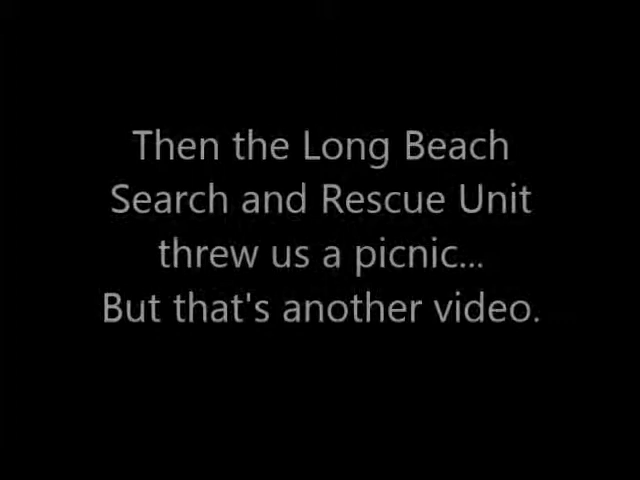 Then the Long Beach
Search and Rescue Unit
threw us a picnic...
But that's another video.